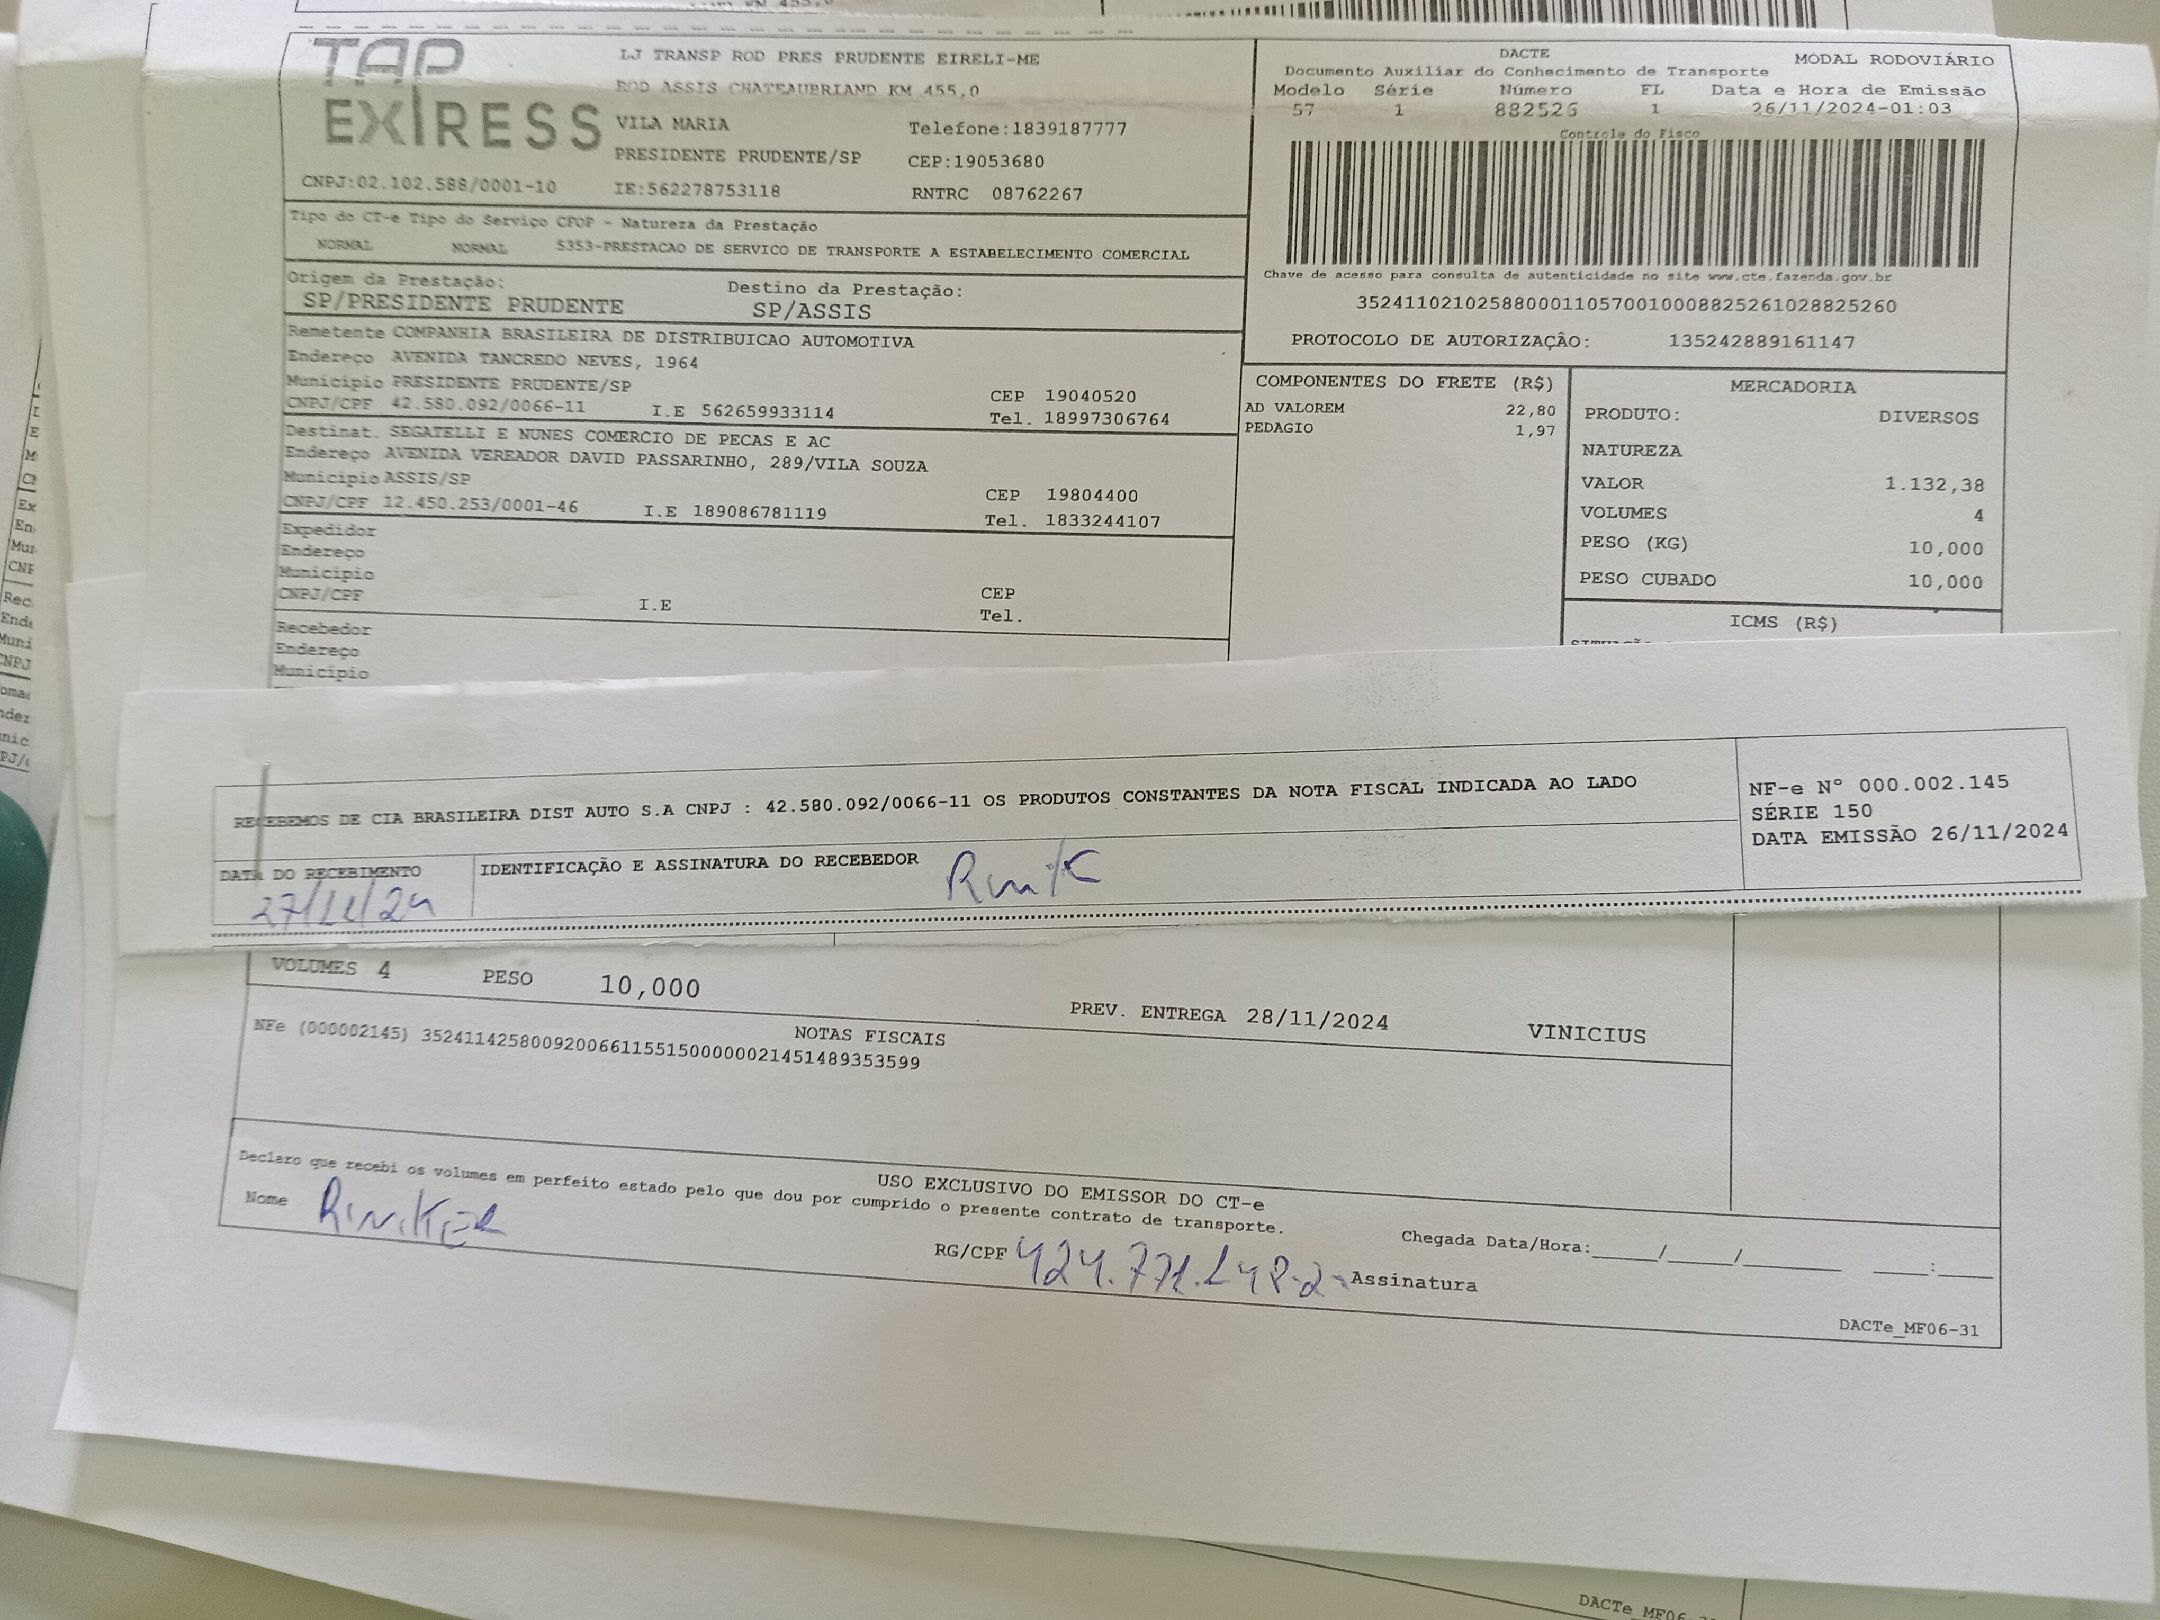 TAP
EXPRESS
LJ TRANSP ROD PRES PRUDENTE EIRELI-ME
ROD ASSIS CHATEAUBRIAND KM 455,0
VILA MARIA Telefone:1839187777
PRESIDENTE PRUDENTE/SP CEP:19053680
CNPJ:02.102.588/0001-10 IE:562278753118 RNTRC 08762267
DACTE MODAL RODOVIÁRIO
Documento Auxiliar do Conhecimento de Transporte
Modelo Série Número FL Data e Hora de Emissão
57 1 882526 1 26/11/2024-01:03
Controle do Fisco
Chave de acesso para consulta de autenticidade no site www.cte.fazenda.gov.br
35241102102588000110570010008825261028825260
PROTOCOLO DE AUTORIZAÇÃO: 135242889161147
Tipo do CT-e Tipo do Serviço CFOP - Natureza da Prestação
NORMAL NORMAL 5353-PRESTACAO DE SERVICO DE TRANSPORTE A ESTABELECIMENTO COMERCIAL
Origem da Prestação: Destino da Prestação:
SP/PRESIDENTE PRUDENTE SP/ASSIS
Remetente COMPANHIA BRASILEIRA DE DISTRIBUICAO AUTOMOTIVA
Endereço AVENIDA TANCREDO NEVES, 1964
Município PRESIDENTE PRUDENTE/SP CEP 19040520
CNPJ/CPF 42.580.092/0066-11 I.E 562659933114 Tel. 18997306764
Destinat. SEGATELLI E NUNES COMERCIO DE PECAS E AC
Endereço AVENIDA VEREADOR DAVID PASSARINHO, 289/VILA SOUZA
Município ASSIS/SP CEP 19804400
CNPJ/CPF 12.450.253/0001-46 I.E 189086781119 Tel. 1833244107
Expedidor
Endereço
Município CEP
CNPJ/CPF I.E Tel.
Recebedor
Endereço
Município
COMPONENTES DO FRETE (R$)
AD VALOREM 22,80
PEDAGIO 1,97
MERCADORIA
PRODUTO: DIVERSOS
NATUREZA
VALOR 1.132,38
VOLUMES 4
PESO (KG) 10,000
PESO CUBADO 10,000
ICMS (R$)
RECEBEMOS DE CIA BRASILEIRA DIST AUTO S.A CNPJ : 42.580.092/0066-11 OS PRODUTOS CONSTANTES DA NOTA FISCAL INDICADA AO LADO
DATA DO RECEBIMENTO IDENTIFICAÇÃO E ASSINATURA DO RECEBEDOR
27/11/24
NF-e Nº 000.002.145
SÉRIE 150
DATA EMISSÃO 26/11/2024
VOLUMES 4 PESO 10,000 PREV. ENTREGA 28/11/2024 VINICIUS
NOTAS FISCAIS
NFe (000002145) 35241142580092006611551500000021451489353599
USO EXCLUSIVO DO EMISSOR DO CT-e
Declaro que recebi os volumes em perfeito estado pelo que dou por cumprido o presente contrato de transporte.
Nome RG/CPF Assinatura Chegada Data/Hora:_____/_____/_______ ____:____
DACTe_MF06-31